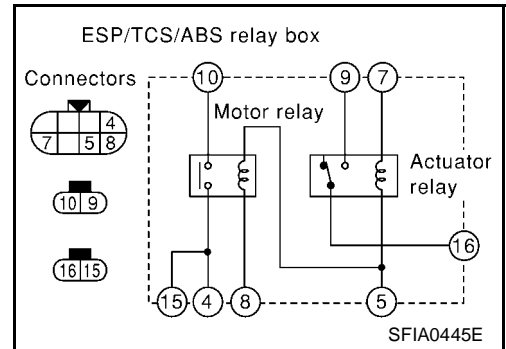 ESP/TCS/ABS relay box
Connectors
10 9 7
Motor relay
4
7 5 8
Actuator
relay
10 9
16
16 15
15 4 8 5
SFIA0445E